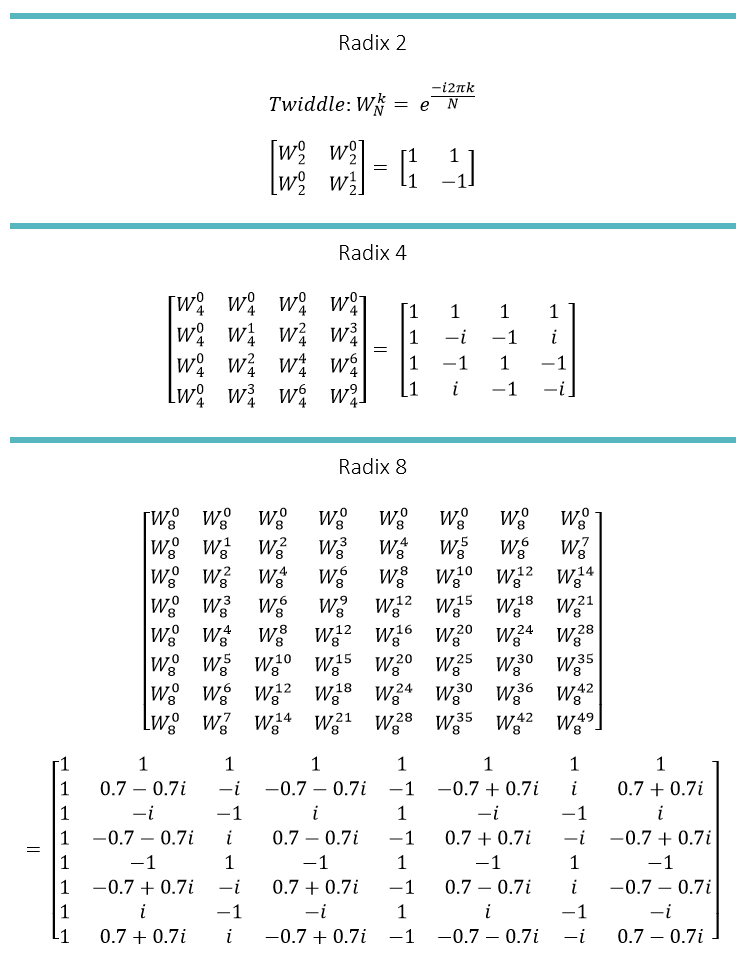 Radix 2
Twiddle: W_N^k = e^(−i2πk/N)
[W_2^0 W_2^0; W_2^0 W_2^1] = [1 1; 1 −1]
Radix 4
W_4^0 W_4^0 W_4^0 W_4^0
W_4^0 W_4^1 W_4^2 W_4^3
W_4^0 W_4^2 W_4^4 W_4^6
W_4^0 W_4^3 W_4^6 W_4^9
=
1 1 1 1
1 −i −1 i
1 −1 1 −1
1 i −1 −i
Radix 8
W_8^0 W_8^0 W_8^0 W_8^0 W_8^0 W_8^0 W_8^0 W_8^0
W_8^0 W_8^1 W_8^2 W_8^3 W_8^4 W_8^5 W_8^6 W_8^7
W_8^0 W_8^2 W_8^4 W_8^6 W_8^8 W_8^10 W_8^12 W_8^14
W_8^0 W_8^3 W_8^6 W_8^9 W_8^12 W_8^15 W_8^18 W_8^21
W_8^0 W_8^4 W_8^8 W_8^12 W_8^16 W_8^20 W_8^24 W_8^28
W_8^0 W_8^5 W_8^10 W_8^15 W_8^20 W_8^25 W_8^30 W_8^35
W_8^0 W_8^6 W_8^12 W_8^18 W_8^24 W_8^30 W_8^36 W_8^42
W_8^0 W_8^7 W_8^14 W_8^21 W_8^28 W_8^35 W_8^42 W_8^49
=
1 1 1 1 1 1 1 1
1 0.7 − 0.7i −i −0.7 − 0.7i −1 −0.7 + 0.7i i 0.7 + 0.7i
1 −i −1 i 1 −i −1 i
1 −0.7 − 0.7i i 0.7 − 0.7i −1 0.7 + 0.7i −i −0.7 + 0.7i
1 −1 1 −1 1 −1 1 −1
1 −0.7 + 0.7i −i 0.7 + 0.7i −1 0.7 − 0.7i i −0.7 − 0.7i
1 i −1 −i 1 i −1 −i
1 0.7 + 0.7i i −0.7 + 0.7i −1 −0.7 − 0.7i −i 0.7 − 0.7i